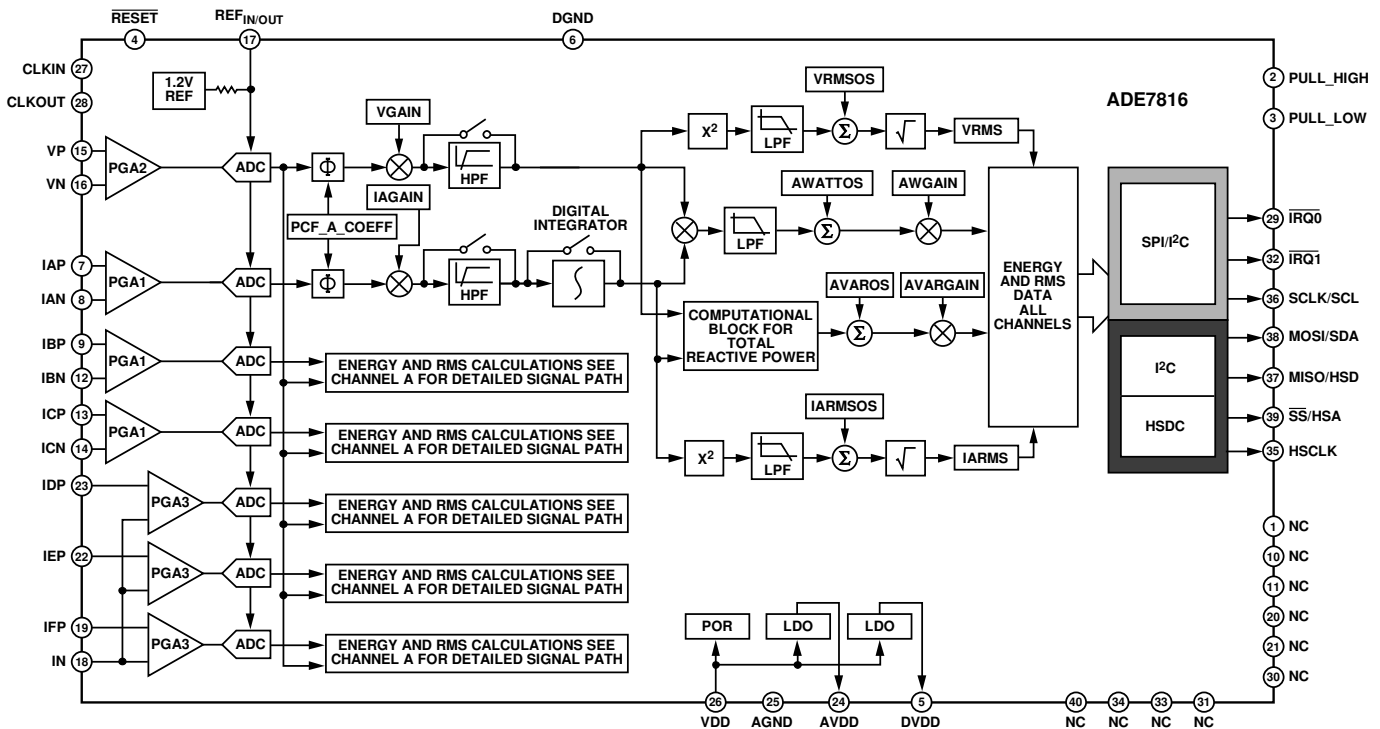 RESET
REF IN/OUT
DGND
4
17
6
CLKIN 27
CLKOUT 28
1.2V
REF
VP 15
VN 16
PGA2
ADC
Φ
VGAIN
HPF
IAGAIN
PCF_A_COEFF
IAP 7
IAN 8
PGA1
ADC
Φ
HPF
DIGITAL
INTEGRATOR
∫
X²
LPF
VRMSOS
Σ
√
VRMS
LPF
AWATTOS
Σ
AWGAIN
COMPUTATIONAL
BLOCK FOR
TOTAL
REACTIVE POWER
AVAROS
Σ
AVARGAIN
X²
LPF
IARMSOS
Σ
√
IARMS
ENERGY
AND RMS
DATA
ALL
CHANNELS
ADE7816
SPI/I²C
I²C
HSDC
IBP 9
IBN 12
PGA1
ADC
ENERGY AND RMS CALCULATIONS SEE
CHANNEL A FOR DETAILED SIGNAL PATH
ICP 13
ICN 14
PGA1
ADC
ENERGY AND RMS CALCULATIONS SEE
CHANNEL A FOR DETAILED SIGNAL PATH
IDP 23
PGA3
ADC
ENERGY AND RMS CALCULATIONS SEE
CHANNEL A FOR DETAILED SIGNAL PATH
IEP 22
PGA3
ADC
ENERGY AND RMS CALCULATIONS SEE
CHANNEL A FOR DETAILED SIGNAL PATH
IFP 19
IN 18
PGA3
ADC
ENERGY AND RMS CALCULATIONS SEE
CHANNEL A FOR DETAILED SIGNAL PATH
POR
LDO
LDO
2 PULL_HIGH
3 PULL_LOW
29 IRQ0
32 IRQ1
36 SCLK/SCL
38 MOSI/SDA
37 MISO/HSD
39 SS/HSA
35 HSCLK
1 NC
10 NC
11 NC
20 NC
21 NC
30 NC
26
VDD
25
AGND
24
AVDD
5
DVDD
40
NC
34
NC
33
NC
31
NC